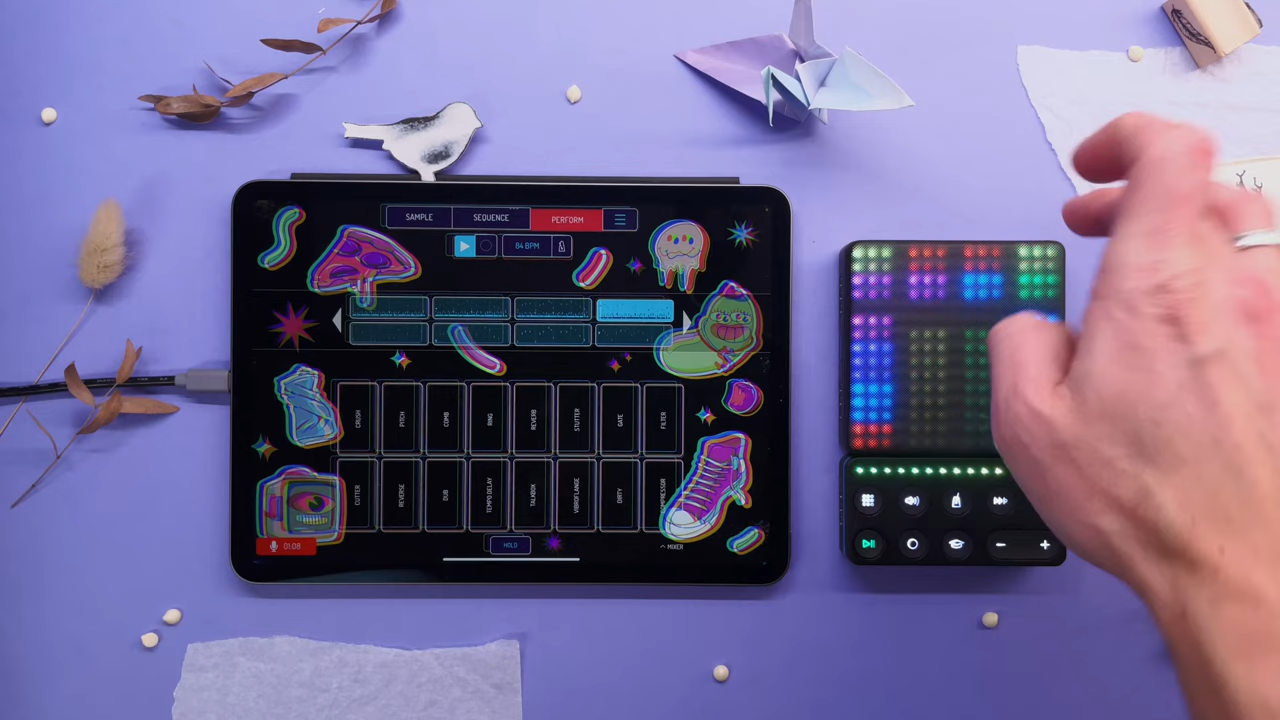 SAMPLE SEQUENCE PERFORM
84 BPM
CRUSH PITCH COMB RING REVERB STUTTER GATE FILTER
CUTTER REVERSE DUB TEMPO DELAY TALKBOX VIBROFLANGE DIRTY
01:08
HOLD
MIXER